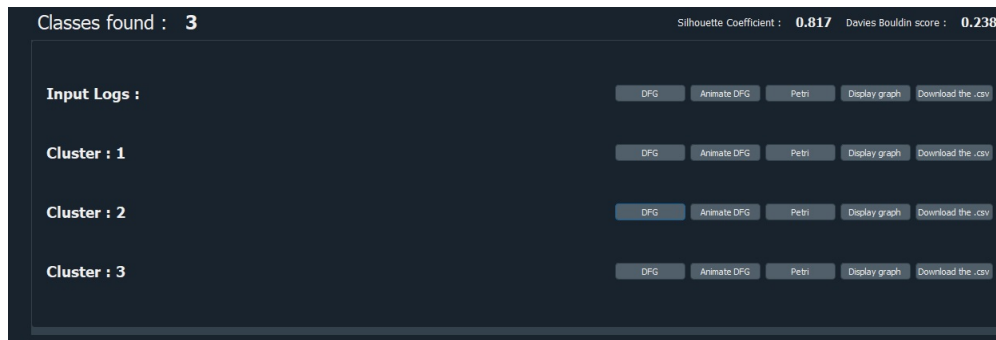 Classes found : 3 Silhouette Coefficient : 0.817 Davies Bouldin score : 0.238
Input Logs : DFG Animate DFG Petri Display graph Download the .csv
Cluster : 1 DFG Animate DFG Petri Display graph Download the .csv
Cluster : 2 DFG Animate DFG Petri Display graph Download the .csv
Cluster : 3 DFG Animate DFG Petri Display graph Download the .csv